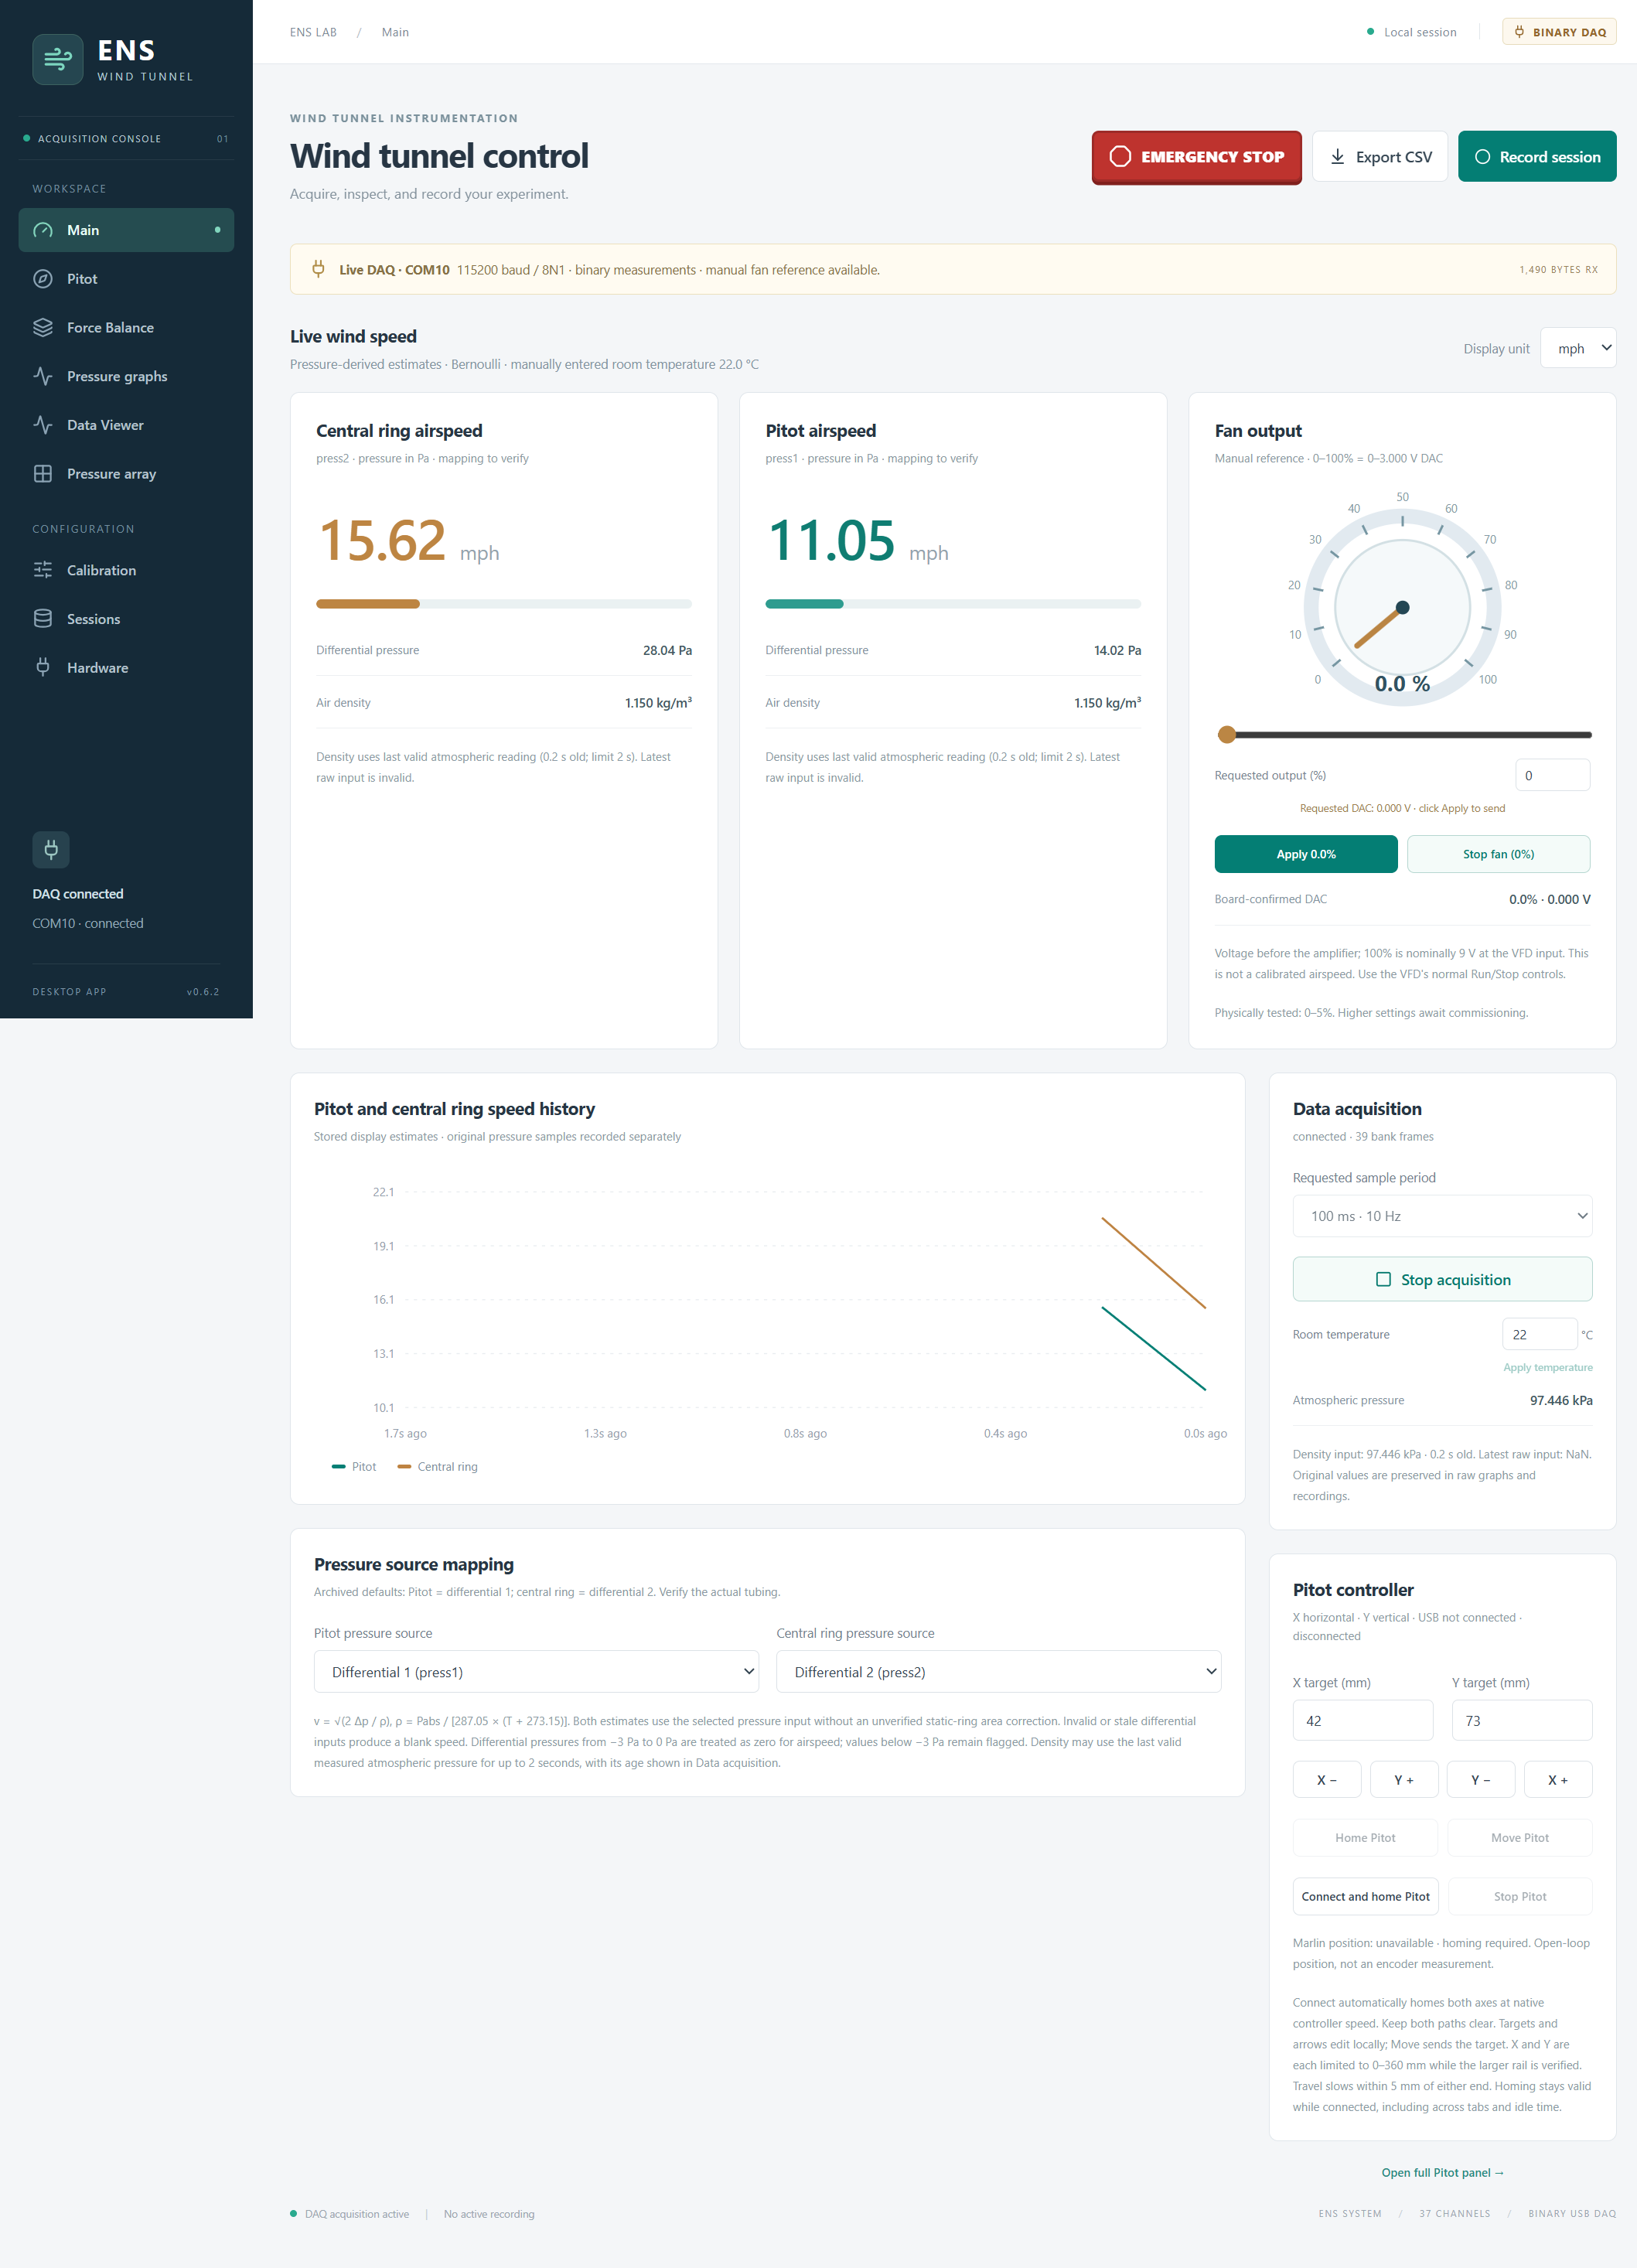 ENS
WIND TUNNEL
ACQUISITION CONSOLE 01
WORKSPACE
Main
Pitot
Force Balance
Pressure graphs
Data Viewer
Pressure array
CONFIGURATION
Calibration
Sessions
Hardware
DAQ connected
COM10 · connected
DESKTOP APP v0.6.2
ENS LAB / Main
Local session
BINARY DAQ
WIND TUNNEL INSTRUMENTATION
Wind tunnel control
Acquire, inspect, and record your experiment.
EMERGENCY STOP
Export CSV
Record session
Live DAQ · COM10 115200 baud / 8N1 · binary measurements · manual fan reference available.
1,490 BYTES RX
Live wind speed
Pressure-derived estimates · Bernoulli · manually entered room temperature 22.0 °C
Display unit mph
Central ring airspeed
press2 · pressure in Pa · mapping to verify
15.62 mph
Differential pressure 28.04 Pa
Air density 1.150 kg/m³
Density uses last valid atmospheric reading (0.2 s old; limit 2 s). Latest
raw input is invalid.
Pitot airspeed
press1 · pressure in Pa · mapping to verify
11.05 mph
Differential pressure 14.02 Pa
Air density 1.150 kg/m³
Density uses last valid atmospheric reading (0.2 s old; limit 2 s). Latest
raw input is invalid.
Fan output
Manual reference · 0–100% = 0–3.000 V DAC
0
10
20
30
40
50
60
70
80
90
100
0.0 %
Requested output (%) 0
Requested DAC: 0.000 V · click Apply to send
Apply 0.0%
Stop fan (0%)
Board-confirmed DAC 0.0% · 0.000 V
Voltage before the amplifier; 100% is nominally 9 V at the VFD input. This
is not a calibrated airspeed. Use the VFD's normal Run/Stop controls.
Physically tested: 0–5%. Higher settings await commissioning.
Pitot and central ring speed history
Stored display estimates · original pressure samples recorded separately
22.1
19.1
16.1
13.1
10.1
1.7s ago 1.3s ago 0.8s ago 0.4s ago 0.0s ago
Pitot Central ring
Data acquisition
connected · 39 bank frames
Requested sample period
100 ms · 10 Hz
Stop acquisition
Room temperature 22 °C
Apply temperature
Atmospheric pressure 97.446 kPa
Density input: 97.446 kPa · 0.2 s old. Latest raw input: NaN.
Original values are preserved in raw graphs and
recordings.
Pressure source mapping
Archived defaults: Pitot = differential 1; central ring = differential 2. Verify the actual tubing.
Pitot pressure source
Differential 1 (press1)
Central ring pressure source
Differential 2 (press2)
v = √(2 Δp / ρ), ρ = Pabs / [287.05 × (T + 273.15)]. Both estimates use the selected pressure input without an unverified static-ring area correction. Invalid or stale differential
inputs produce a blank speed. Differential pressures from −3 Pa to 0 Pa are treated as zero for airspeed; values below −3 Pa remain flagged. Density may use the last valid
measured atmospheric pressure for up to 2 seconds, with its age shown in Data acquisition.
Pitot controller
X horizontal · Y vertical · USB not connected ·
disconnected
X target (mm) Y target (mm)
42 73
X − Y + Y − X +
Home Pitot Move Pitot
Connect and home Pitot Stop Pitot
Marlin position: unavailable · homing required. Open-loop
position, not an encoder measurement.
Connect automatically homes both axes at native
controller speed. Keep both paths clear. Targets and
arrows edit locally; Move sends the target. X and Y are
each limited to 0–360 mm while the larger rail is verified.
Travel slows within 5 mm of either end. Homing stays valid
while connected, including across tabs and idle time.
Open full Pitot panel →
DAQ acquisition active | No active recording
ENS SYSTEM / 37 CHANNELS / BINARY USB DAQ